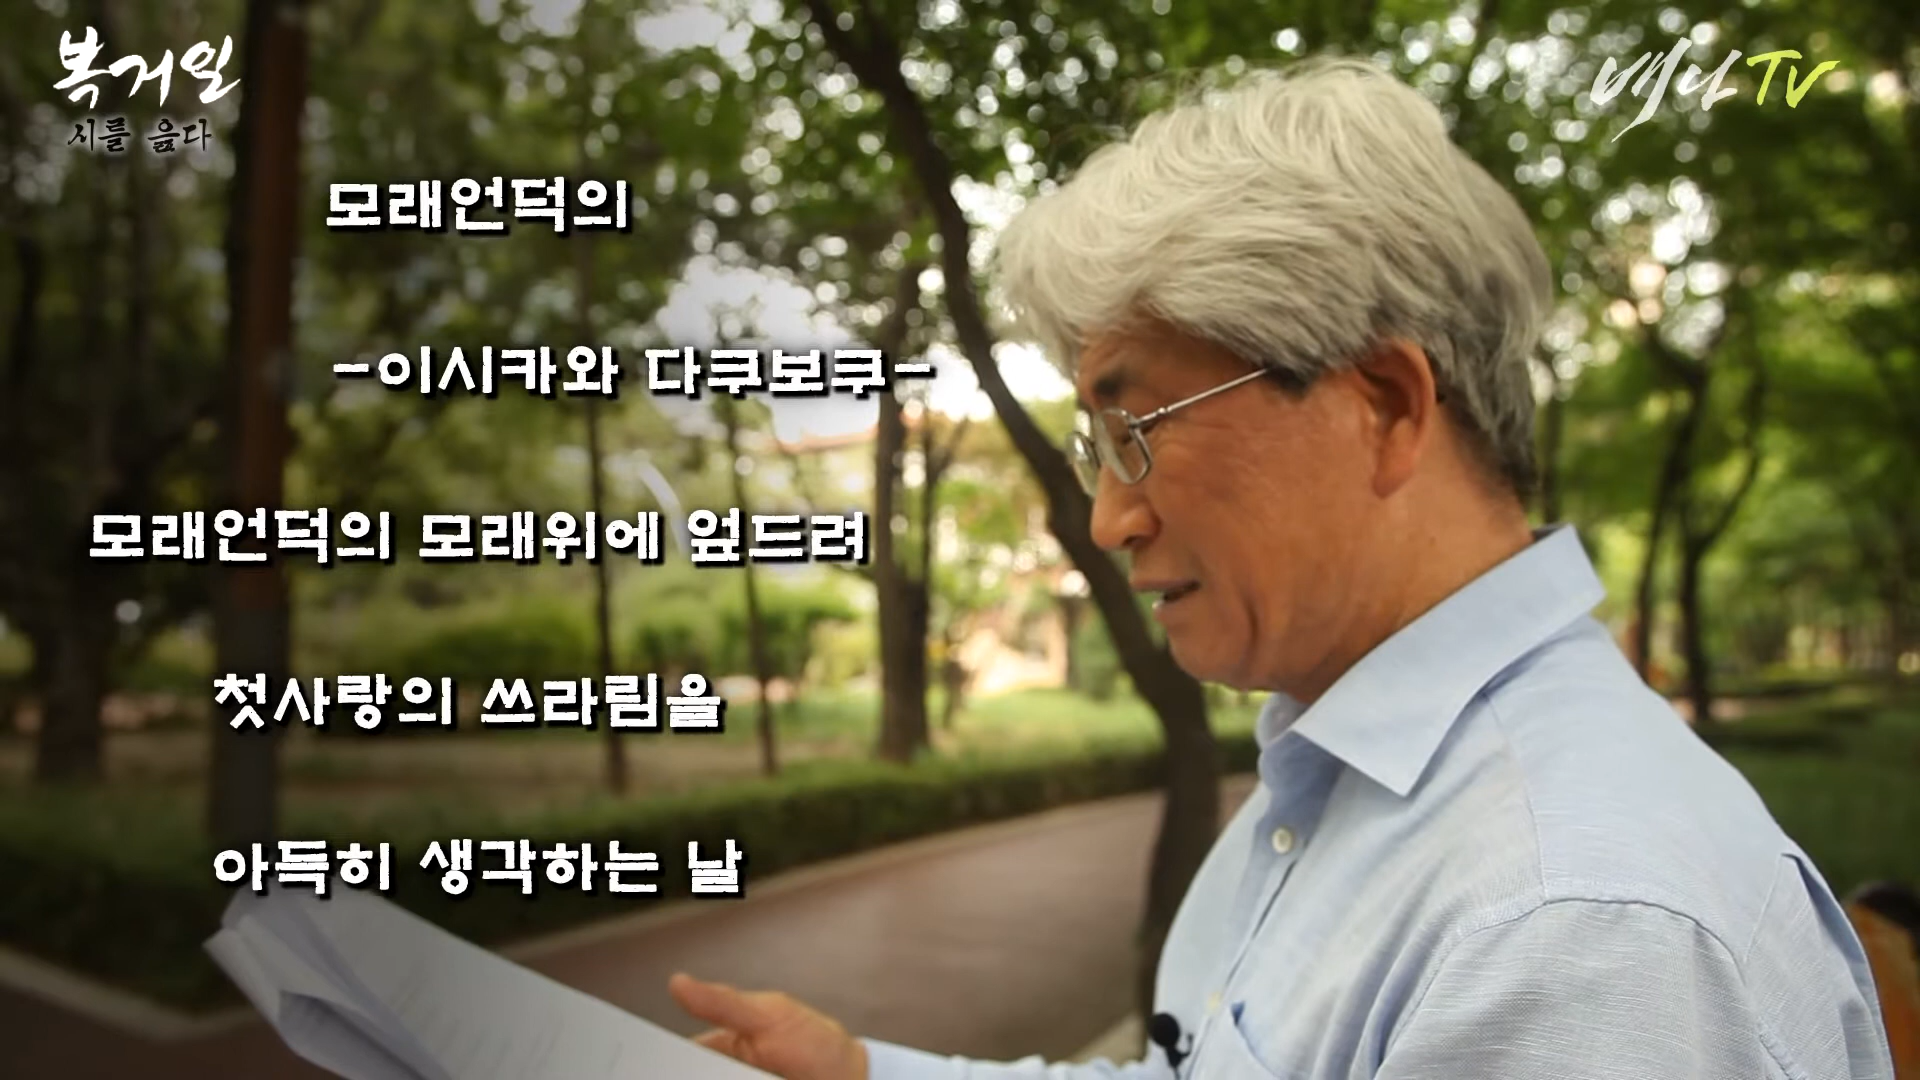 복거일
시를 읊다
배나TV
모래언덕의
-이시카와 다쿠보쿠-
모래언덕의 모래위에 엎드려
첫사랑의 쓰라림을
아득히 생각하는 날